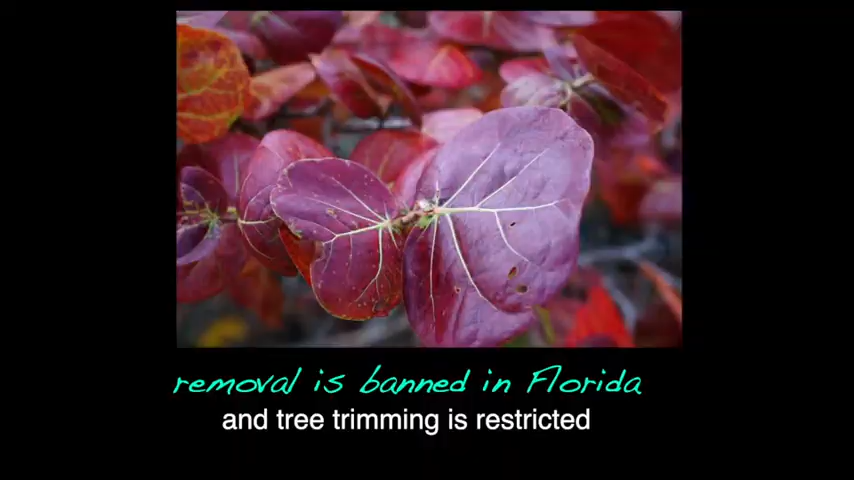 removal is banned in Florida
and tree trimming is restricted